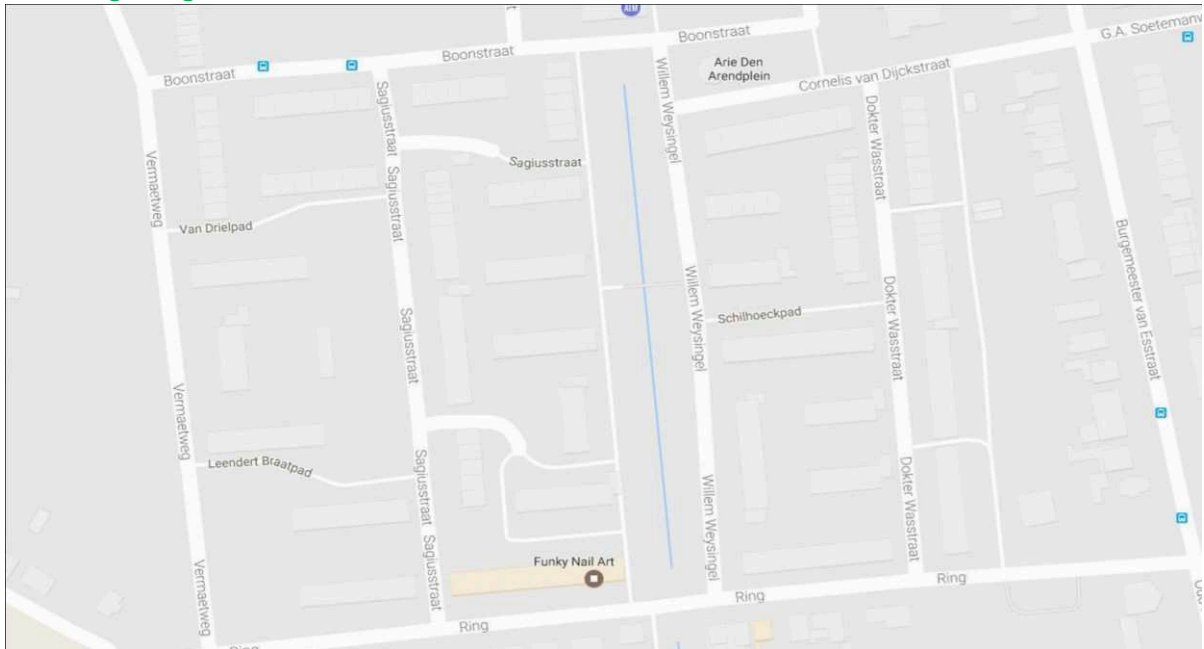 G.A. Soetemanw
Boonstraat
Boonstraat
Boonstraat
Arie Den
Arendplein
Cornelis van Dijckstraat
Willem Weysingel
Sagiusstraat
Sagiusstraat
Sagiusstraat
Dokter Wasstraat
Vermaetweg
Van Drielpad
Burgemeester van Esstraat
Willem Weysingel
Dokter Wasstraat
Schilhoeckpad
Sagiusstraat
Vermaetweg
Leendert Braatpad
Sagiusstraat
Willem Weysingel
Dokter Wasstraat
Funky Nail Art
Sagiusstraat
Vermaetweg
Ring
Ring
Ring
Ring